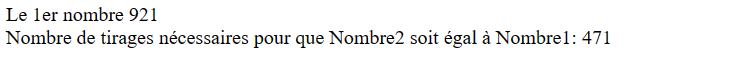 Le 1er nombre 921
Nombre de tirages nécessaires pour que Nombre2 soit égal à Nombre1: 471